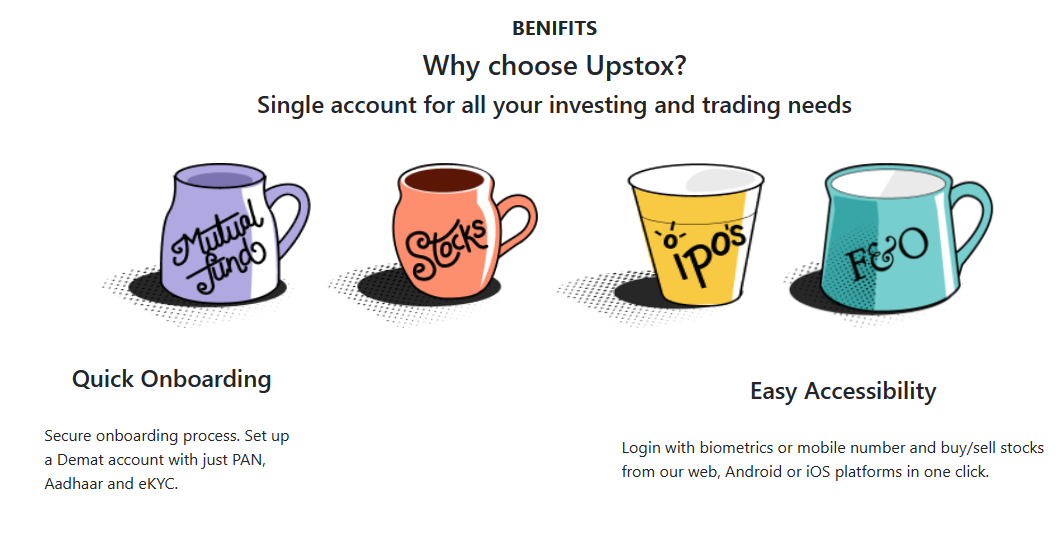 BENIFITS
Why choose Upstox?
Single account for all your investing and trading needs
Mutual
fund
Stocks
ipo's
F&O
Quick Onboarding
Easy Accessibility
Secure onboarding process. Set up
a Demat account with just PAN,
Aadhaar and eKYC.
Login with biometrics or mobile number and buy/sell stocks
from our web, Android or iOS platforms in one click.